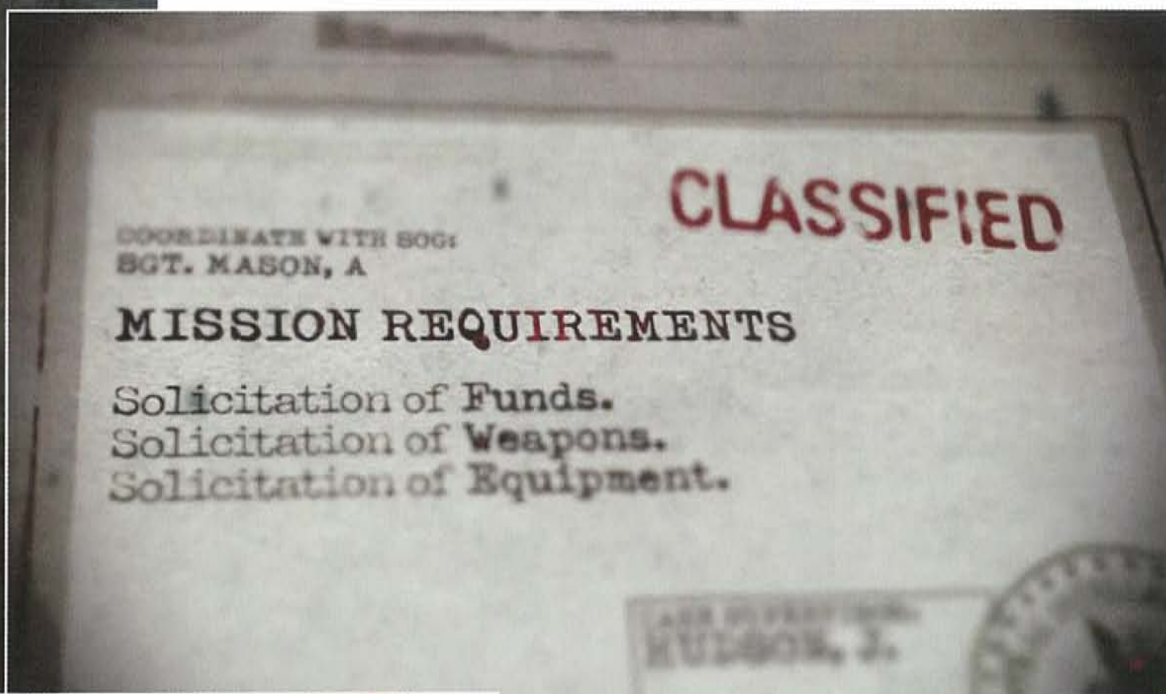 CLASSIFIED
COORDINATE WITH SOG:
SGT. MASON, A
MISSION REQUIREMENTS
Solicitation of Funds.
Solicitation of Weapons.
Solicitation of Equipment.
HUDSON, J.